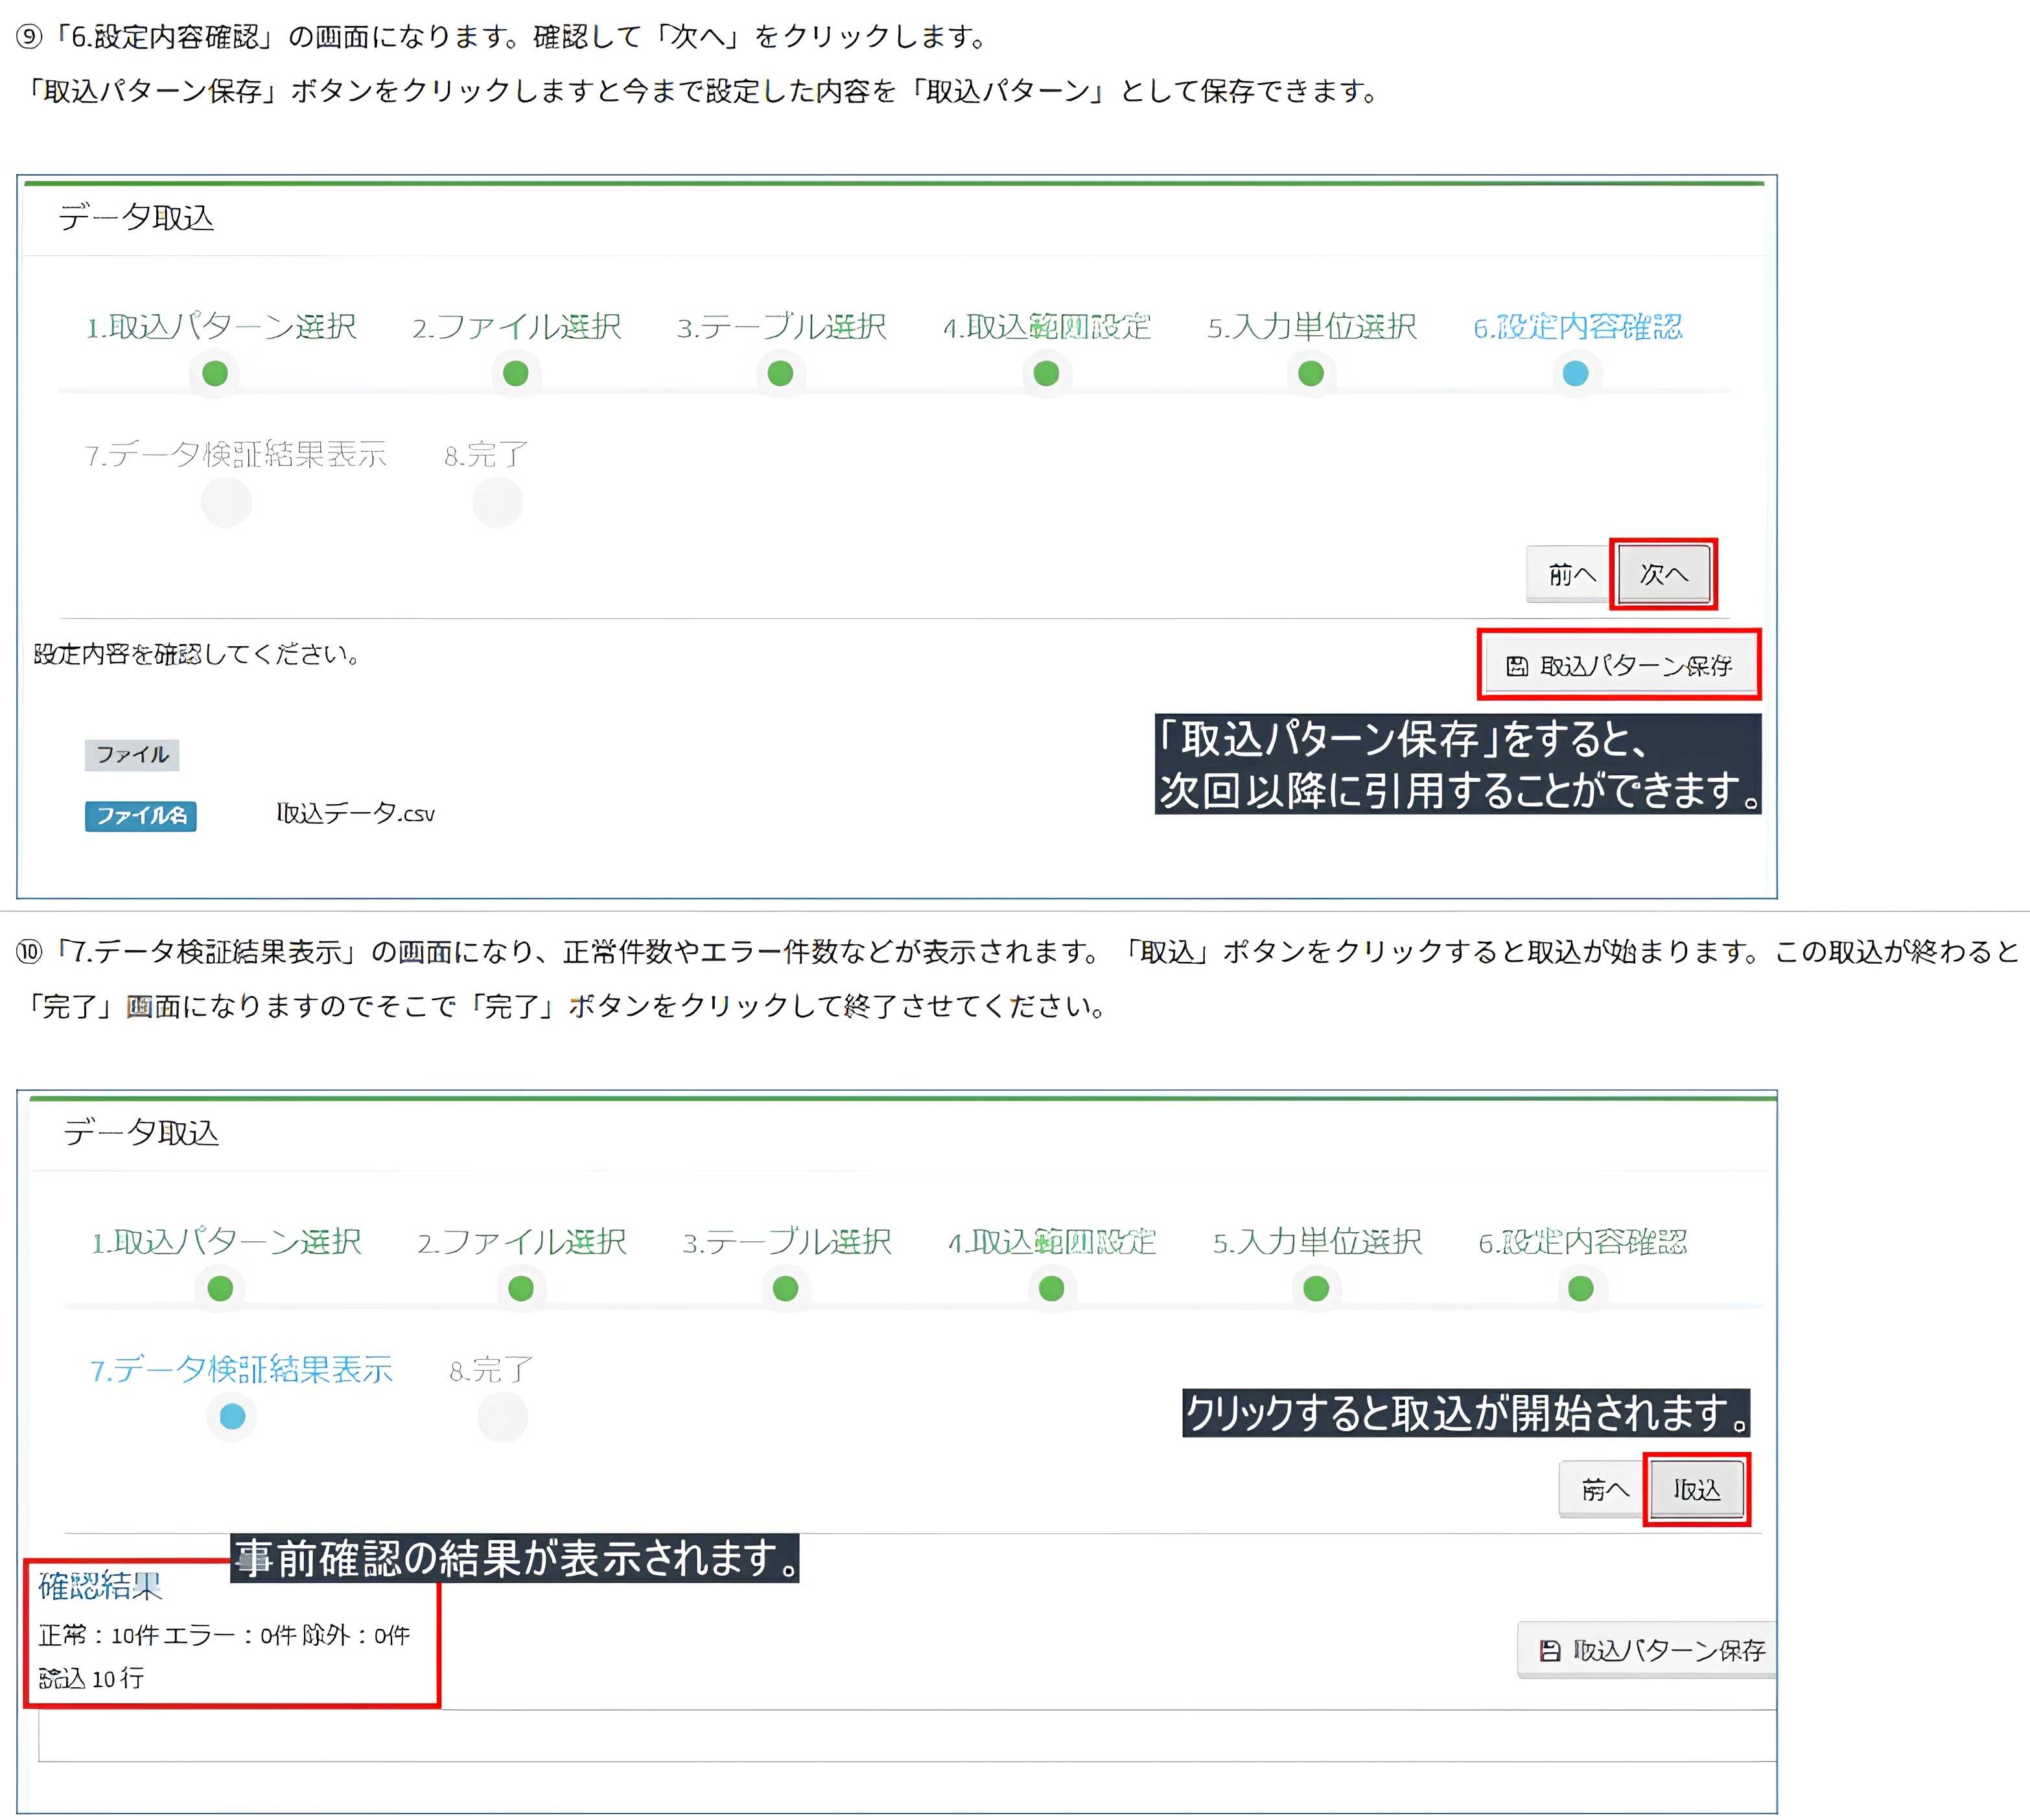 ⑨「6.設定内容確認」の画面になります。確認して「次へ」をクリックします。
「取込パターン保存」ボタンをクリックしますと今まで設定した内容を「取込パターン」として保存できます。
データ取込
1.取込パターン選択 2.ファイル選択 3.テーブル選択 4.取込範囲設定 5.入力単位選択 6.設定内容確認
7.データ検証結果表示 8.完了
前へ 次へ
設定内容を確認してください。
取込パターン保存
「取込パターン保存」をすると、
次回以降に引用することができます。
ファイル
ファイル名 取込データ.csv
⑩「7.データ検証結果表示」の画面になり、正常件数やエラー件数などが表示されます。「取込」ボタンをクリックすると取込が始まります。この取込が終わると
「完了」画面になりますのでそこで「完了」ボタンをクリックして終了させてください。
データ取込
1.取込パターン選択 2.ファイル選択 3.テーブル選択 4.取込範囲設定 5.入力単位選択 6.設定内容確認
7.データ検証結果表示 8.完了
クリックすると取込が開始されます。
前へ 取込
事前確認の結果が表示されます。
確認結果
正常：10件 エラー：0件 除外：0件
読込 10 行
取込パターン保存